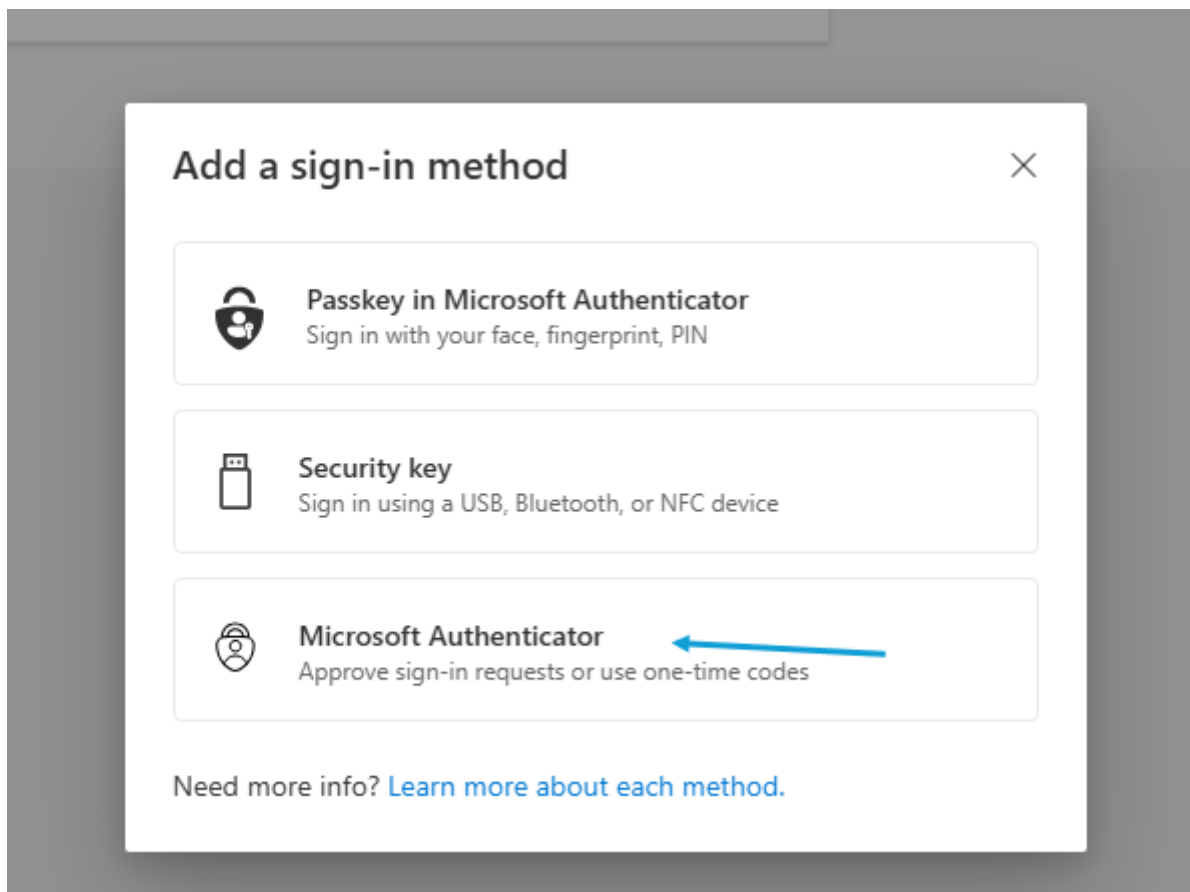 Add a sign-in method
Passkey in Microsoft Authenticator
Sign in with your face, fingerprint, PIN
Security key
Sign in using a USB, Bluetooth, or NFC device
Microsoft Authenticator
Approve sign-in requests or use one-time codes
Need more info? Learn more about each method.